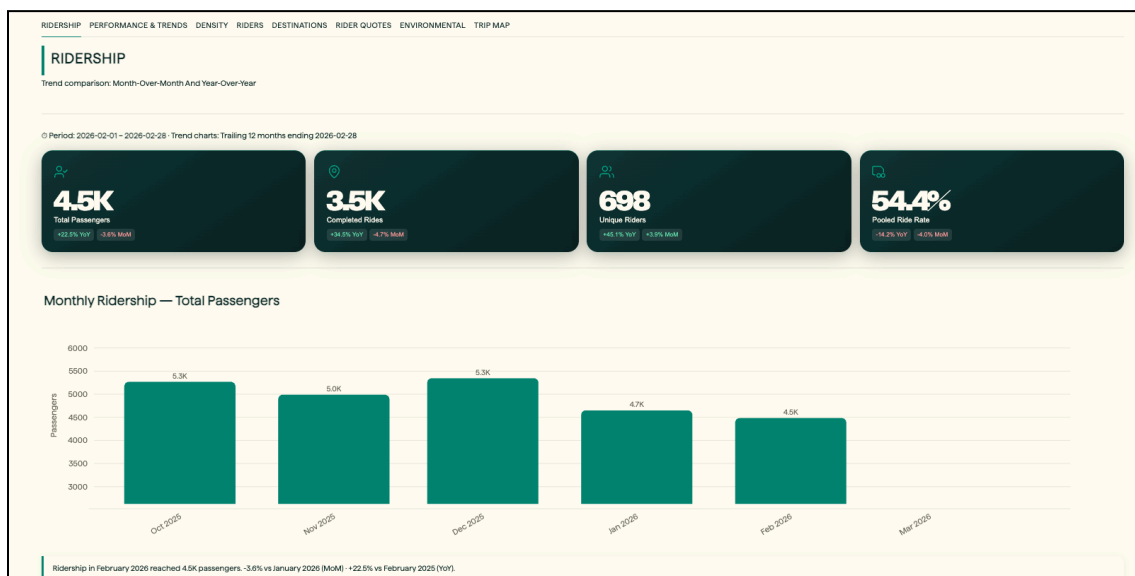 RIDERSHIP PERFORMANCE & TRENDS DENSITY RIDERS DESTINATIONS RIDER QUOTES ENVIRONMENTAL TRIP MAP
RIDERSHIP
Trend comparison: Month-Over-Month And Year-Over-Year
Period: 2026-02-01 – 2026-02-28 · Trend charts: Trailing 12 months ending 2026-02-28
4.5K
Total Passengers
+22.5% YoY -3.6% MoM
3.5K
Completed Rides
+34.5% YoY -4.7% MoM
698
Unique Riders
+45.1% YoY +3.9% MoM
54.4%
Pooled Ride Rate
-14.2% YoY -4.0% MoM
Monthly Ridership — Total Passengers
Passengers
6000
5500
5000
4500
4000
3500
3000
5.3K
5.0K
5.3K
4.7K
4.5K
Oct 2025
Nov 2025
Dec 2025
Jan 2026
Feb 2026
Mar 2026
Ridership in February 2026 reached 4.5K passengers. -3.6% vs January 2026 (MoM) · +22.5% vs February 2025 (YoY).